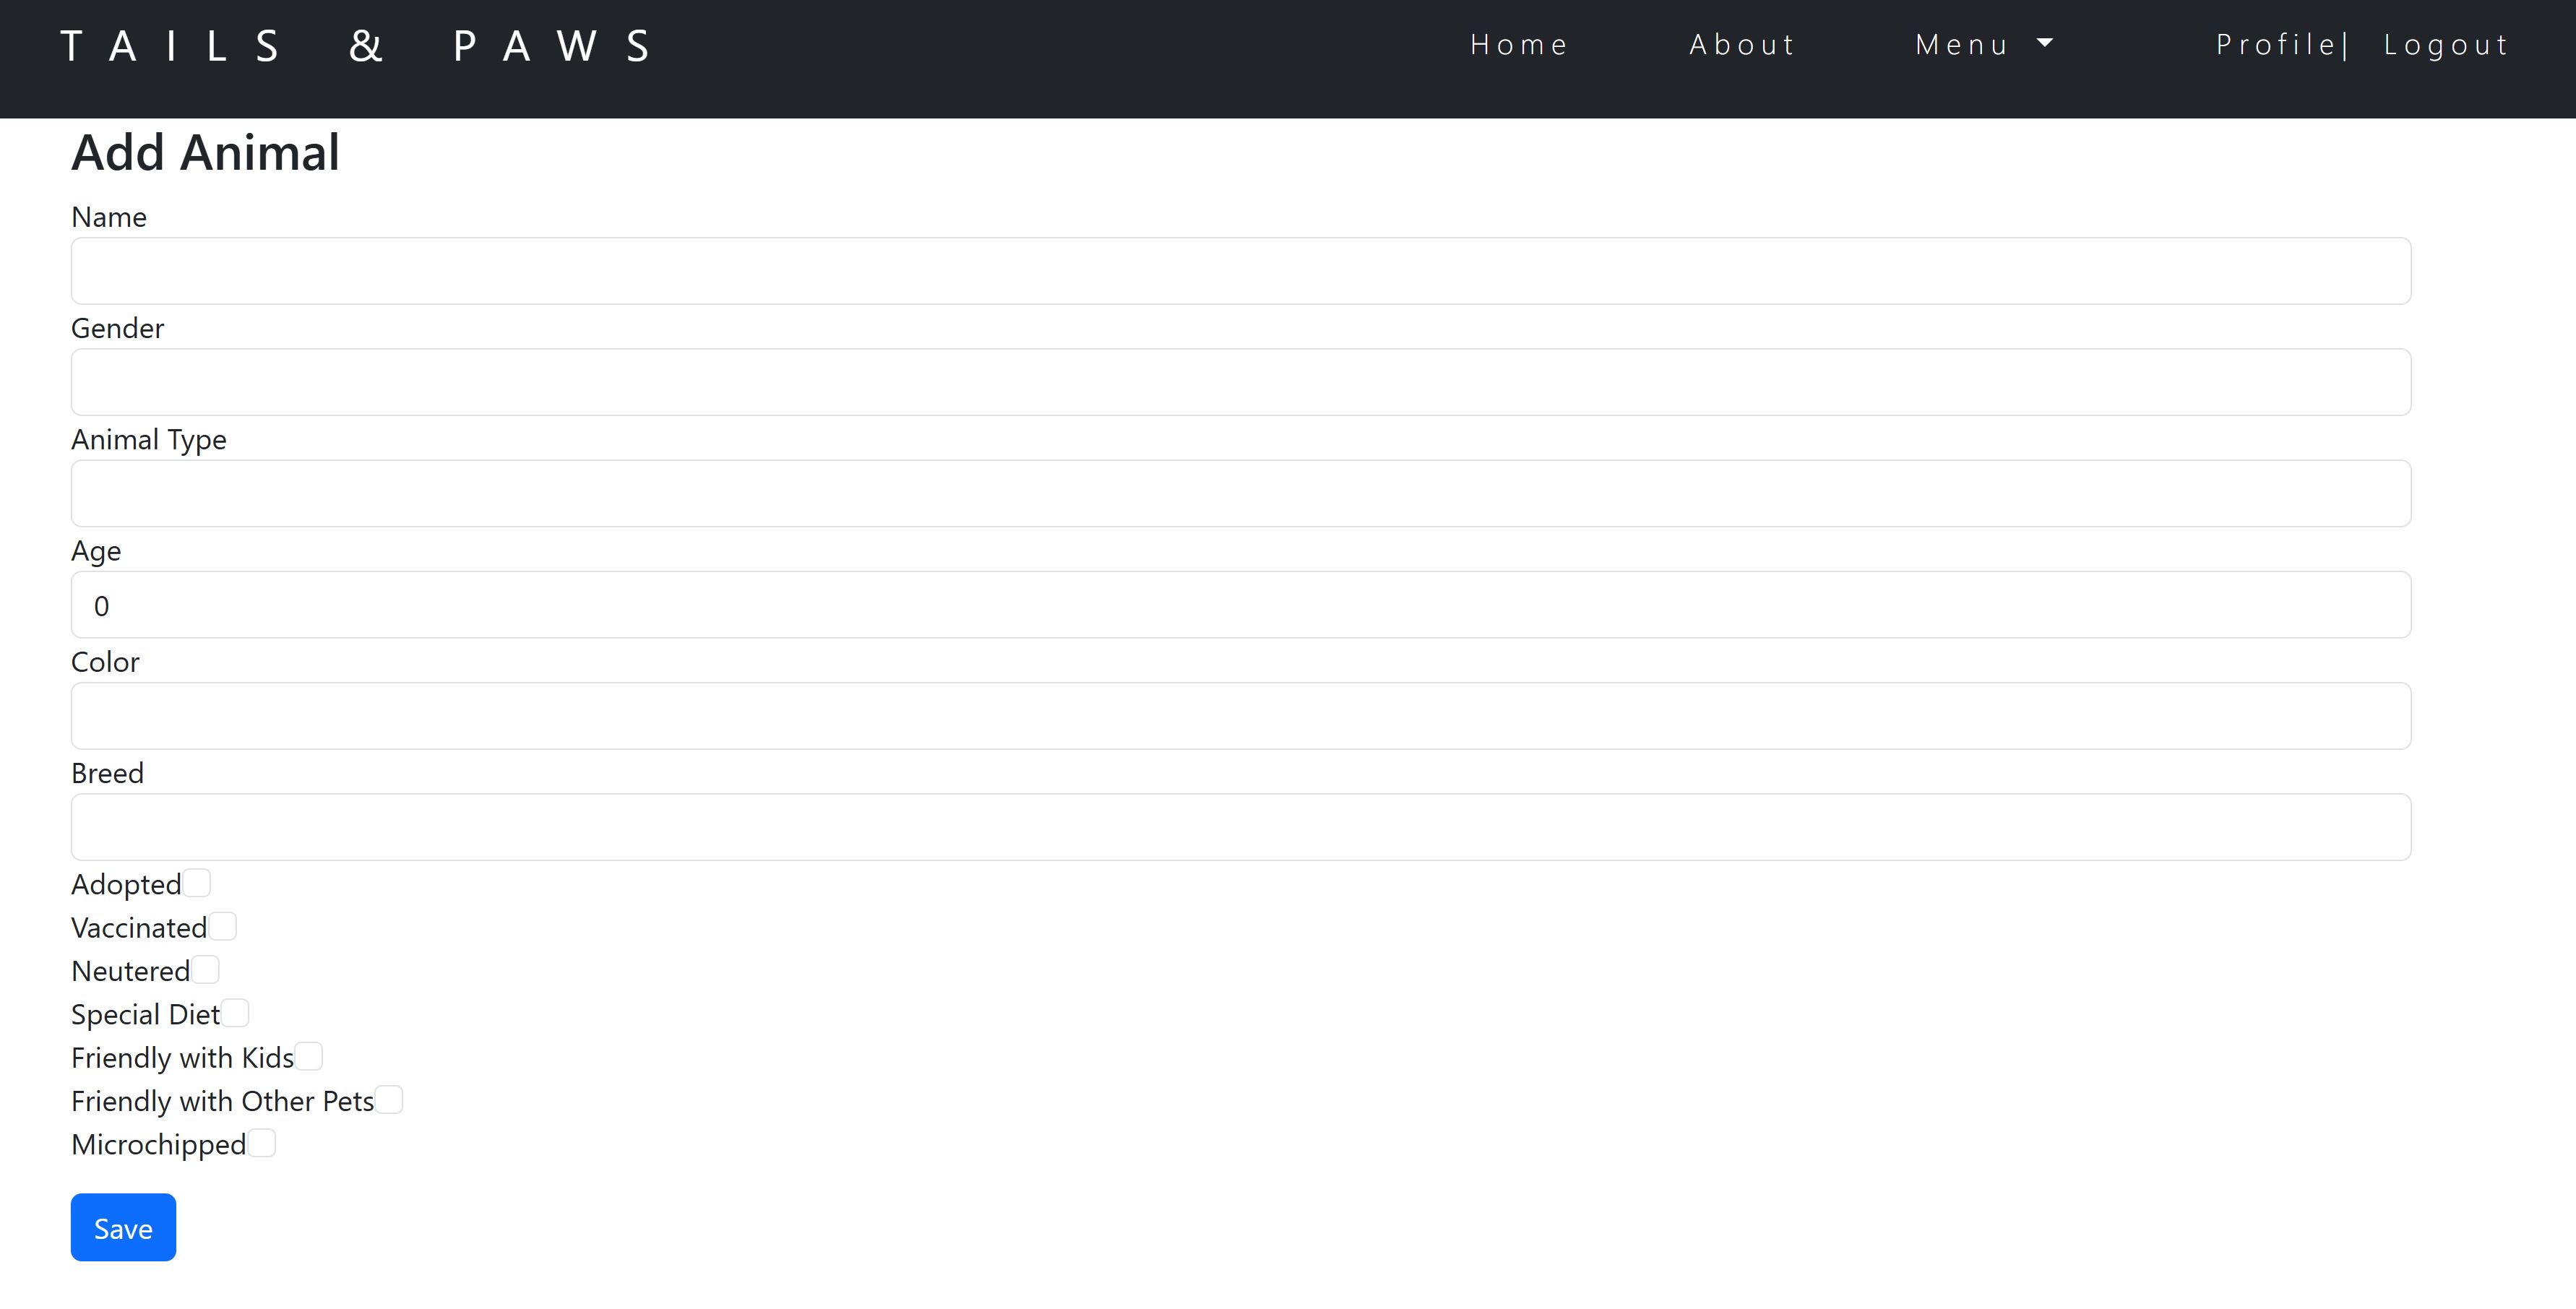 TAILS & PAWS Home About Menu Profile| Logout
Add Animal
Name
Gender
Animal Type
Age
0
Color
Breed
Adopted
Vaccinated
Neutered
Special Diet
Friendly with Kids
Friendly with Other Pets
Microchipped
Save